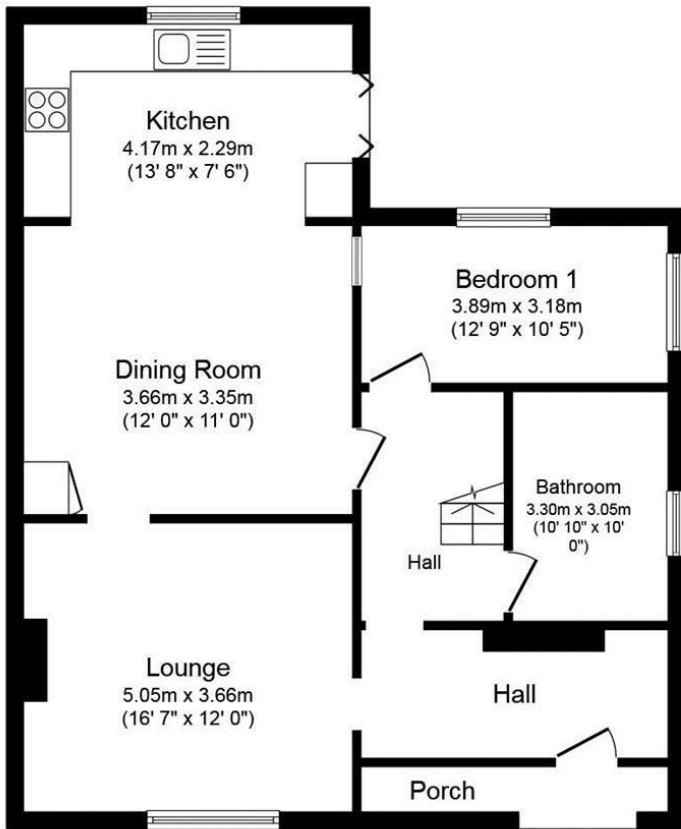 Kitchen
4.17m x 2.29m
(13' 8" x 7' 6")
Bedroom 1
3.89m x 3.18m
(12' 9" x 10' 5")
Dining Room
3.66m x 3.35m
(12' 0" x 11' 0")
Bathroom
3.30m x 3.05m
(10' 10" x 10'
0")
Hall
Lounge
5.05m x 3.66m
(16' 7" x 12' 0")
Hall
Porch